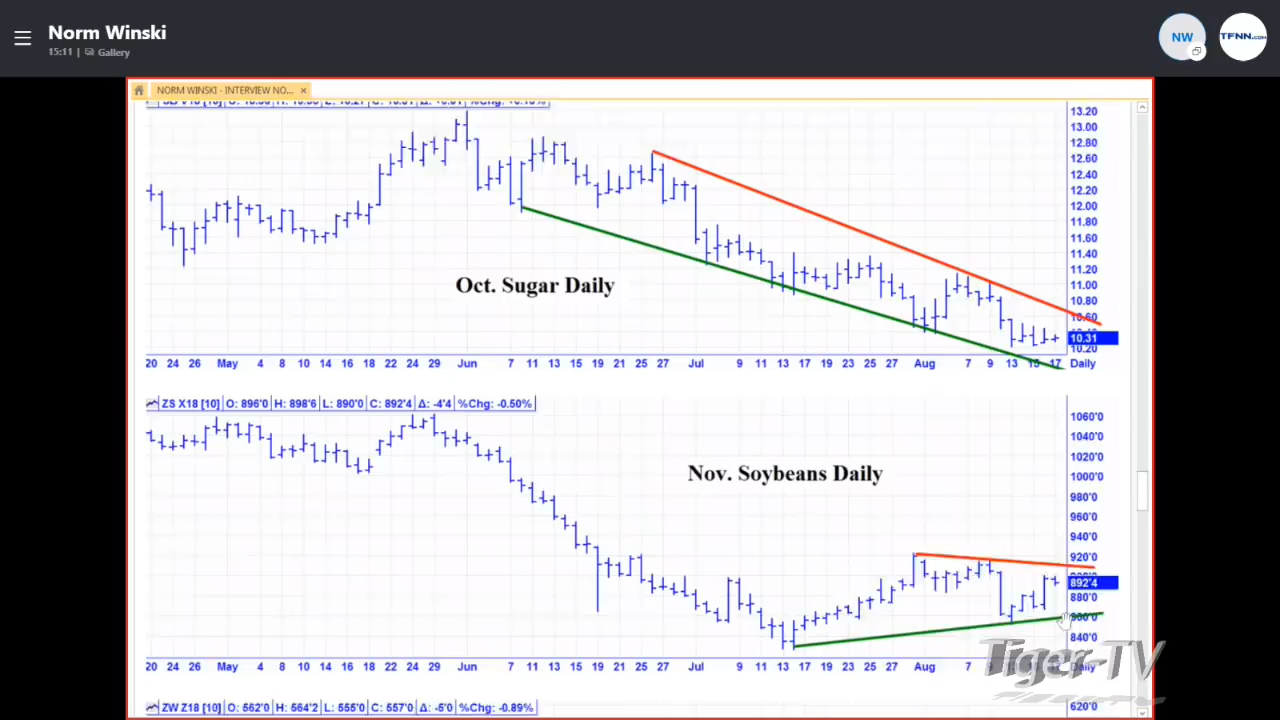 Norm Winski
15:11 | Gallery
NW
TFNN.COM
NORM WINSKI - INTERVIEW NO... ×
13.20
13.00
12.80
12.60
12.40
12.20
12.00
11.80
11.60
11.40
11.20
11.00
10.80
10.60
10.31
10.20
Oct. Sugar Daily
20 24 26 May 4 8 10 14 16 18 22 24 29 Jun 7 11 13 15 19 21 25 27 Jul 9 11 13 17 19 23 25 27 Aug 7 9 13 15 17 Daily
ZS X18 [10] O: 896'0 H: 898'6 L: 890'0 C: 892'4 Δ: -4'4 %Chg: -0.50%
1060'0
1040'0
1020'0
1000'0
980'0
960'0
940'0
920'0
892'4
880'0
860'0
840'0
Nov. Soybeans Daily
20 24 26 May 4 8 10 14 16 18 22 24 29 Jun 7 11 13 15 19 21 25 27 Jul 9 11 13 17 19 23 25 27 Aug 7 9 13 15 17 Daily
Tiger-TV
ZW Z18 [10] O: 562'0 H: 564'2 L: 555'0 C: 557'0 Δ: -5'0 %Chg: -0.89%
620'0